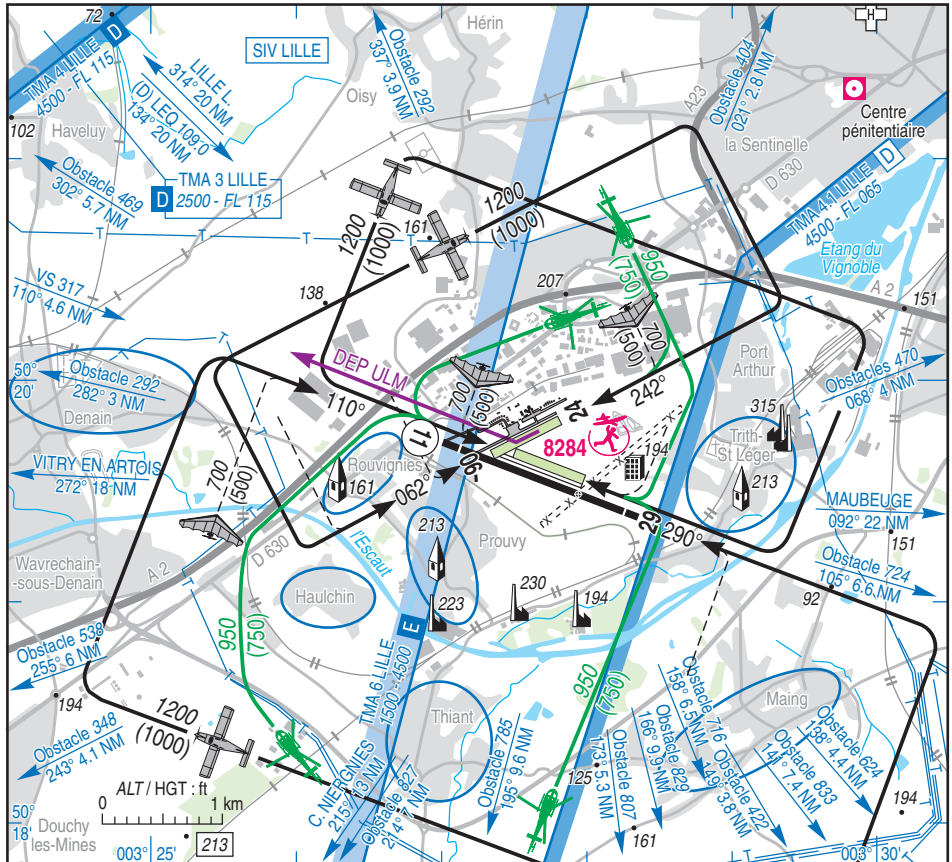 72
Hérin
SIV LILLE
TMA 4 LILLE
4500 - FL 115
D
LILLE L.
314° 20 NM
(D) LEQ 109.0
134° 20 NM
Obstacle 292
337° 3.9 NM
Obstacle 404
021° 2.8 NM
H
A23
Oisy
Centre
pénitentiaire
102
Haveluy
la Sentinelle
D 630
Obstacle 469
302° 5.7 NM
D
TMA 3 LILLE
2500 - FL 115
TMA 4.1 LILLE
4500 - FL 065
D
1200
(1000)
161
1200
(1000)
950
(750)
Etang du
Vignoble
VS 317
110° 4.6 NM
138
207
A 2
151
DEP ULM
700
(500)
700
(500)
Port
Arthur
50°
20'
Obstacle 292
282° 3 NM
Denain
110°
242°
Obstacles 470
068° 4 NM
24
315
11
8284
194
Trith-
St Léger
213
Rouvignies
161
06
062°
VITRY EN ARTOIS
272° 18 NM
700
(500)
29
290°
MAUBEUGE
092° 22 NM
151
l'Escaut
213
Prouvy
D 630
Wavrechain
-sous-Denain
A 2
Obstacle 724
105° 6.6 NM
Haulchin
223
230
194
92
950
(750)
E
TMA 6 LILLE
1500 - 4500
Obstacle 538
255° 6 NM
194
950
(750)
Thiant
Maing
1200
(1000)
Obstacle 348
243° 4.1 NM
C. NIERGNIES
215° 13 NM
Obstacle 827
214° 7 NM
Obstacle 785
195° 9.6 NM
125
Obstacle 807
172° 5.3 NM
Obstacle 829
166° 9.9 NM
Obstacle 716
158° 6.5 NM
Obstacle 422
149° 3.8 NM
Obstacle 833
141° 7.4 NM
Obstacle 624
138° 4.4 NM
ALT / HGT : ft
0 1 km
50°
18'
Douchy
les-Mines
213
161
194
003° 25'
003° 30'